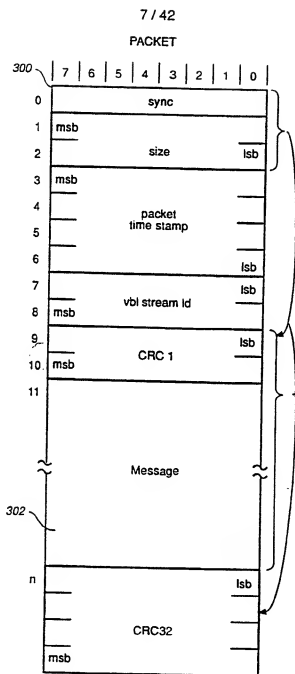 7 / 42
PACKET
300
7 6 5 4 3 2 1 0
0 sync
1 msb
2 size lsb
3 msb
4
packet
5 time stamp
6 lsb
7 lsb
vbl stream Id
8 msb
9 lsb
CRC 1
10 msb
11
Message
302
n lsb
CRC32
msb